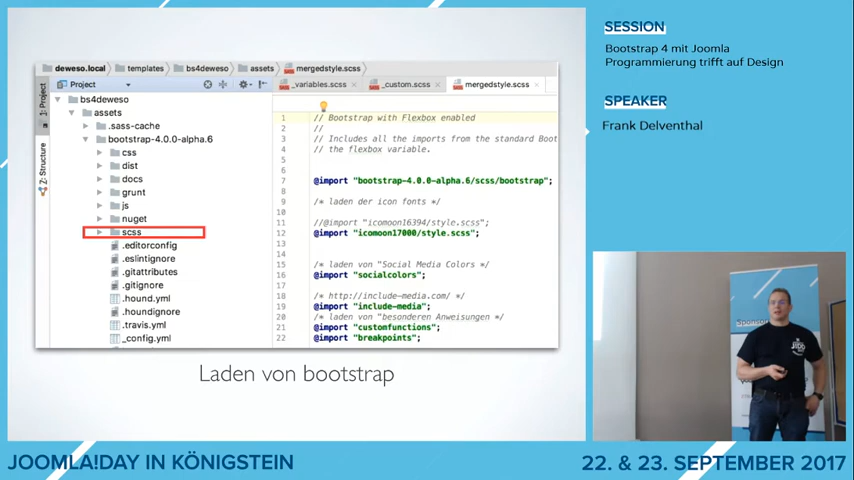 deweso.local templates bs4deweso assets mergedstyle.scss
Project
_variables.scss _custom.scss mergedstyle.scss
1: Project
Z: Structure
bs4deweso
assets
.sass-cache
bootstrap-4.0.0-alpha.6
css
dist
docs
grunt
js
nuget
scss
.editorconfig
.eslintignore
.gitattributes
.gitignore
.hound.yml
.houndignore
.travis.yml
_config.yml
1 // Bootstrap with Flexbox enabled
2 //
3 // Includes all the imports from the standard Boot
4 // the flexbox variable.
5
6
7 @import "bootstrap-4.0.0-alpha.6/scss/bootstrap";
8
9 /* laden der icon fonts */
10
11 //@import "icomoon16394/style.scss";
12 @import "icomoon17000/style.scss";
13
14
15 /* laden von "Social Media Colors */
16 @import "socialcolors";
17
18 /* http://include-media.com/ */
19 @import "include-media";
20 /* laden von "besonderen Anweisungen */
21 @import "customfunctions";
22 @import "breakpoints";
Laden von bootstrap
SESSION
Bootstrap 4 mit Joomla
Programmierung trifft auf Design
SPEAKER
Frank Delventhal
JOOMLA!DAY IN KÖNIGSTEIN
22. & 23. SEPTEMBER 2017